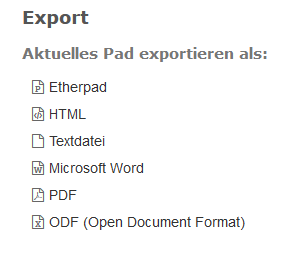 Export
Aktuelles Pad exportieren als:
Etherpad
HTML
Textdatei
Microsoft Word
PDF
ODF (Open Document Format)